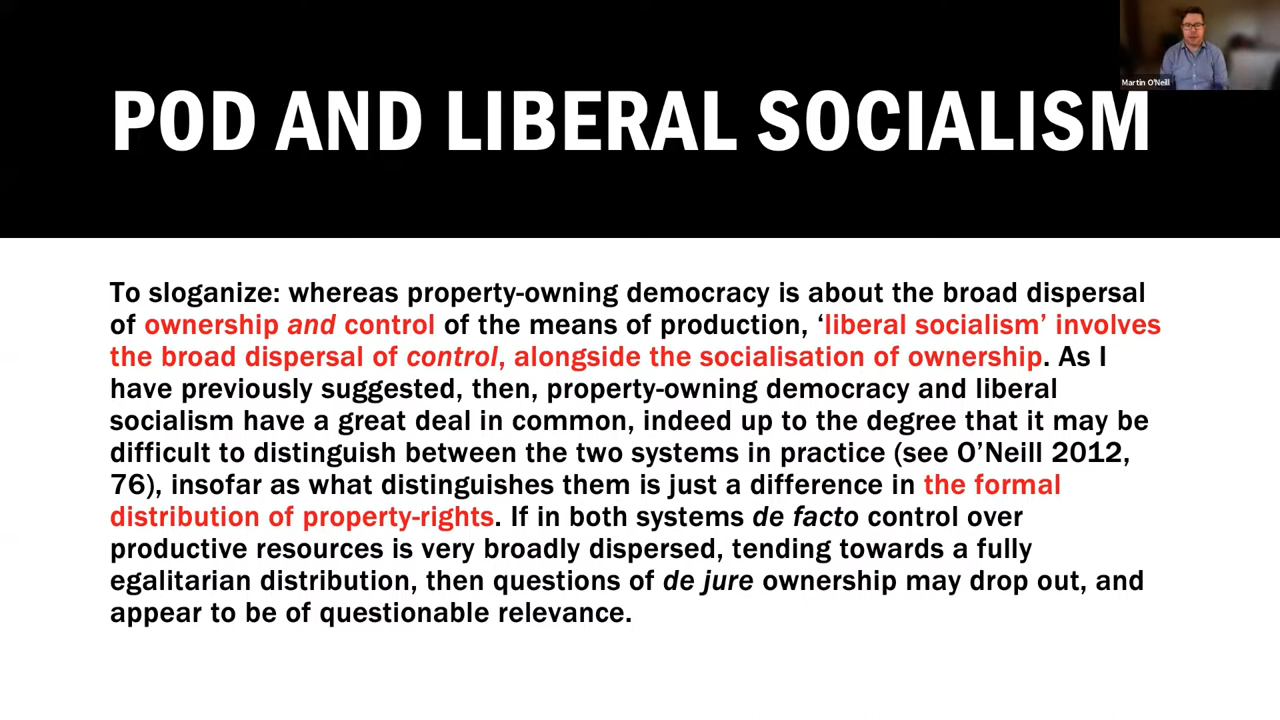 Martin O'Neill
POD AND LIBERAL SOCIALISM
To sloganize: whereas property-owning democracy is about the broad dispersal
of ownership and control of the means of production, ‘liberal socialism’ involves
the broad dispersal of control, alongside the socialisation of ownership. As I
have previously suggested, then, property-owning democracy and liberal
socialism have a great deal in common, indeed up to the degree that it may be
difficult to distinguish between the two systems in practice (see O’Neill 2012,
76), insofar as what distinguishes them is just a difference in the formal
distribution of property-rights. If in both systems de facto control over
productive resources is very broadly dispersed, tending towards a fully
egalitarian distribution, then questions of de jure ownership may drop out, and
appear to be of questionable relevance.